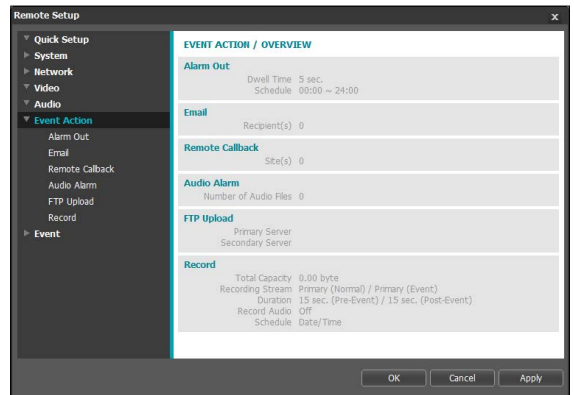 Remote Setup
x
Quick Setup
System
Network
Video
Audio
Event Action
Alarm Out
Email
Remote Callback
Audio Alarm
FTP Upload
Record
Event
EVENT ACTION / OVERVIEW
Alarm Out
Dwell Time 5 sec.
Schedule 00:00 ~ 24:00
Email
Recipient(s) 0
Remote Callback
Site(s) 0
Audio Alarm
Number of Audio Files 0
FTP Upload
Primary Server
Secondary Server
Record
Total Capacity 0.00 byte
Recording Stream Primary (Normal) / Primary (Event)
Duration 15 sec. (Pre-Event) / 15 sec. (Post-Event)
Record Audio Off
Schedule Date/Time
OK Cancel Apply